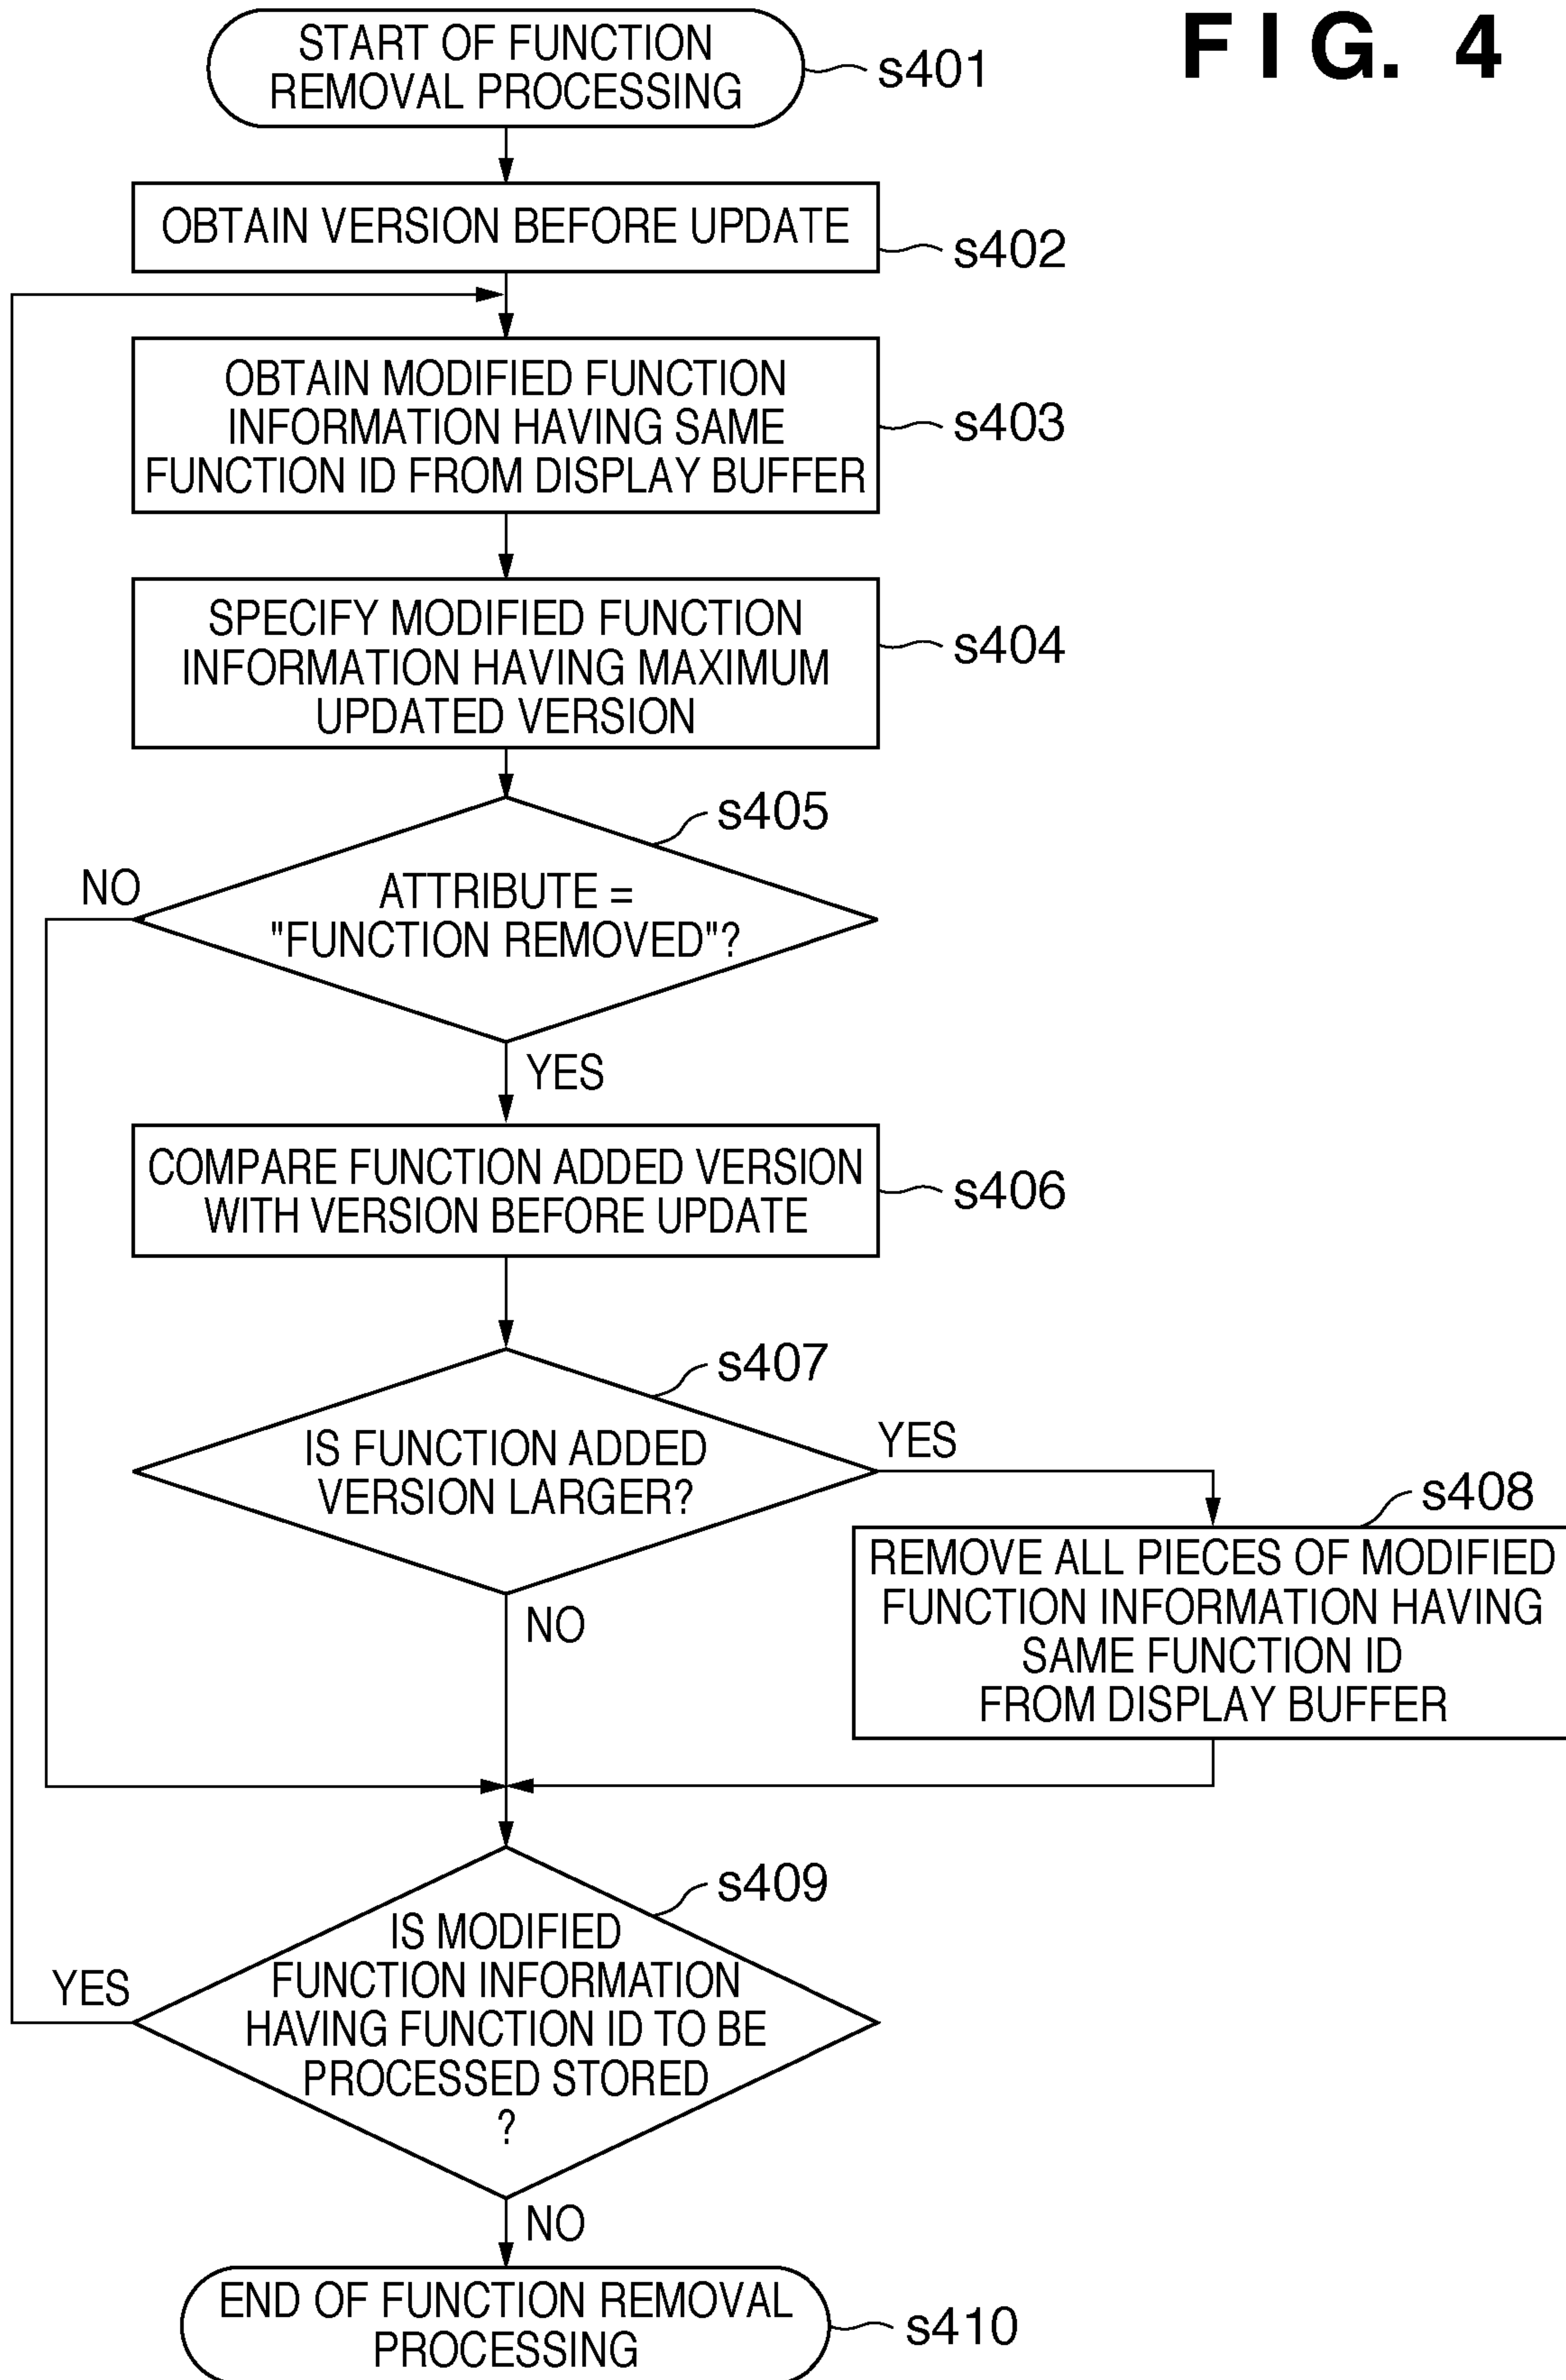 FIG. 4
START OF FUNCTION
REMOVAL PROCESSING
s401
OBTAIN VERSION BEFORE UPDATE
s402
OBTAIN MODIFIED FUNCTION
INFORMATION HAVING SAME
FUNCTION ID FROM DISPLAY BUFFER
s403
SPECIFY MODIFIED FUNCTION
INFORMATION HAVING MAXIMUM
UPDATED VERSION
s404
s405
NO
ATTRIBUTE =
"FUNCTION REMOVED"?
YES
COMPARE FUNCTION ADDED VERSION
WITH VERSION BEFORE UPDATE
s406
s407
IS FUNCTION ADDED
VERSION LARGER?
YES
NO
s408
REMOVE ALL PIECES OF MODIFIED
FUNCTION INFORMATION HAVING
SAME FUNCTION ID
FROM DISPLAY BUFFER
s409
IS MODIFIED
FUNCTION INFORMATION
HAVING FUNCTION ID TO BE
PROCESSED STORED
?
YES
NO
END OF FUNCTION REMOVAL
PROCESSING
s410